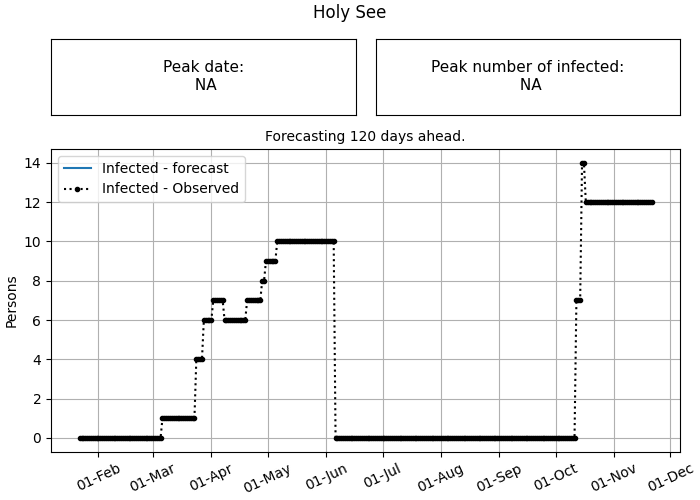 Holy See
Peak date:
NA
Peak number of infected:
NA
Forecasting 120 days ahead.
Infected - forecast
Infected - Observed
Persons
14
12
10
8
6
4
2
0
01-Feb
01-Mar
01-Apr
01-May
01-Jun
01-Jul
01-Aug
01-Sep
01-Oct
01-Nov
01-Dec